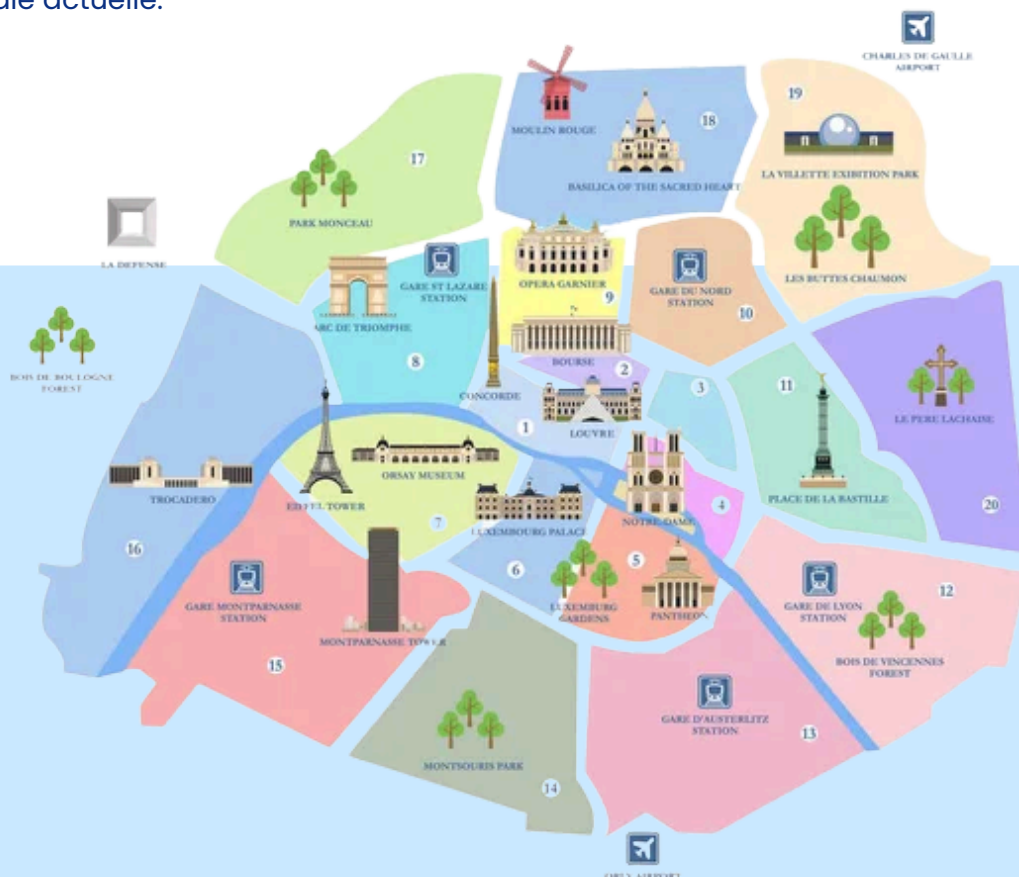 ale actuelle.
CHARLES DE GAULLE
AIRPORT
19
MOULIN ROUGE
18
17
LA VILLETTE EXIBITION PARK
BASILICA OF THE SACRED HEART
PARK MONCEAU
LA DEFENSE
GARE ST LAZARE
STATION
OPERA GARNIER
9
GARE DU NORD
STATION
LES BUTTES CHAUMON
10
ARC DE TRIOMPHE
8
BOURSE
2
BOIS DE BOULOGNE
FOREST
CONCORDE
3
11
1
LOUVRE
LE PERE LACHAISE
TROCADERO
ORSAY MUSEUM
EIFFEL TOWER
PLACE DE LA BASTILLE
7
LUXEMBOURG PALACE
NOTRE-DAME
4
20
16
6
5
GARE MONTPARNASSE
STATION
LUXEMBURG
GARDENS
PANTHEON
GARE DE LYON
STATION
12
MONTPARNASSE TOWER
15
BOIS DE VINCENNES
FOREST
GARE D'AUSTERLITZ
STATION
13
MONTSOURIS PARK
14
ORLY AIRPORT